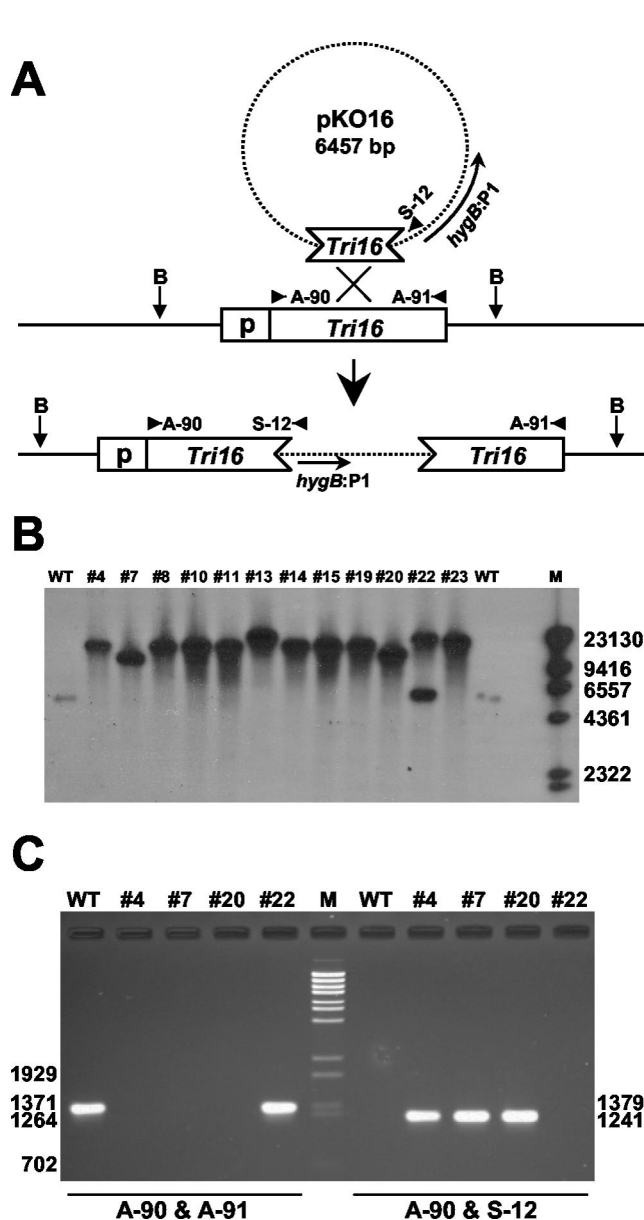 A
pKO16
6457 bp
S-12
hygB:P1
Tri16
B
A-90
A-91
B
p
Tri16
B
A-90
S-12
A-91
B
p
Tri16
Tri16
hygB:P1
B
WT #4 #7 #8 #10 #11 #13 #14 #15 #19 #20 #22 #23 WT M
23130
9416
6557
4361
2322
C
WT #4 #7 #20 #22 M WT #4 #7 #20 #22
1929
1371
1264
702
1379
1241
A-90 & A-91
A-90 & S-12